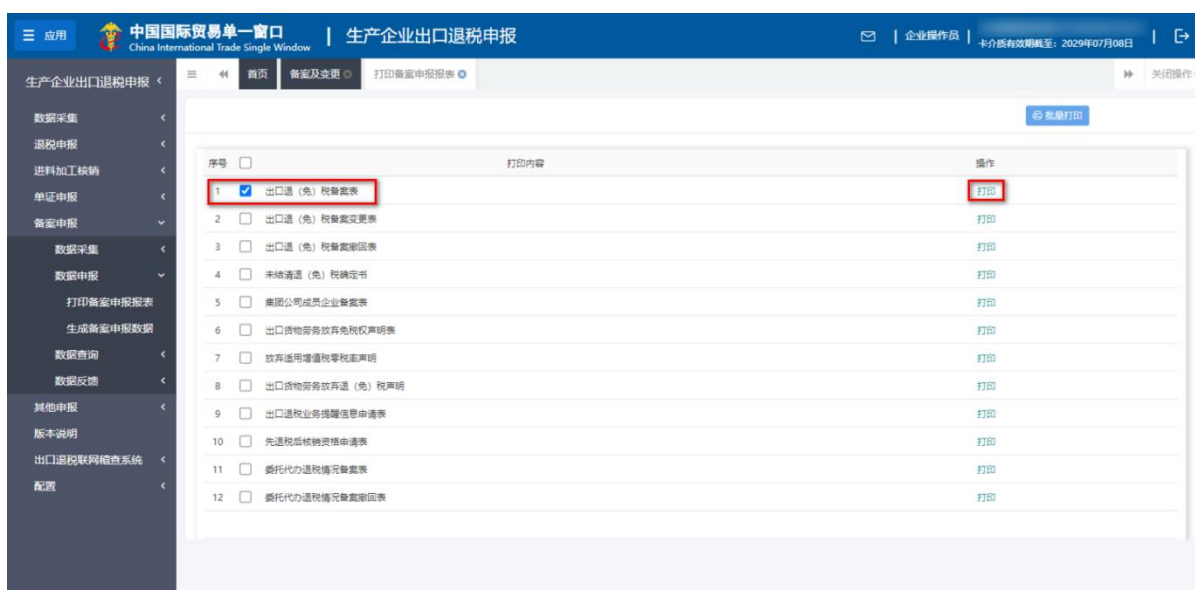 应用
中国国际贸易单一窗口
China International Trade Single Window
生产企业出口退税申报
企业操作员
卡介质有效期截至：2029年07月08日
生产企业出口退税申报
首页
备案及变更
打印备案申报报表
关闭操作
数据采集
退税申报
进料加工核销
单证申报
备案申报
数据采集
数据申报
打印备案申报报表
生成备案申报数据
数据查询
数据反馈
其他申报
版本说明
出口退税联网稽查系统
配置
批量打印
序号 打印内容 操作
1 出口退（免）税备案表 打印
2 出口退（免）税备案变更表 打印
3 出口退（免）税备案撤回表 打印
4 未结清退（免）税确定书 打印
5 集团公司成员企业备案表 打印
6 出口货物劳务放弃免税权声明表 打印
7 放弃适用增值税零税率声明 打印
8 出口货物劳务放弃退（免）税声明 打印
9 出口退税业务提醒信息申请表 打印
10 先退税后核销资格申请表 打印
11 委托代办退税情况备案表 打印
12 委托代办退税情况备案撤回表 打印